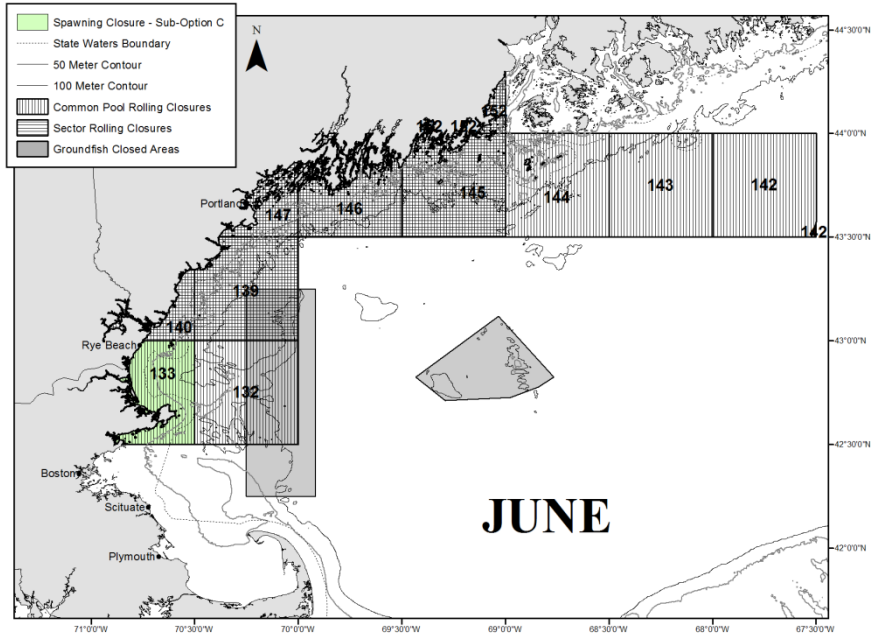 Spawning Closure - Sub-Option C
State Waters Boundary
50 Meter Contour
100 Meter Contour
Common Pool Rolling Closures
Sector Rolling Closures
Groundfish Closed Areas
N
44°30'0"N
44°0'0"N
43°30'0"N
43°0'0"N
42°30'0"N
42°0'0"N
152
Portland
147
146
145
144
143
142
142
139
140
Rye Beach
133
132
Boston
Scituate
Plymouth
JUNE
71°0'0"W
70°30'0"W
70°0'0"W
69°30'0"W
69°0'0"W
68°30'0"W
68°0'0"W
67°30'0"W